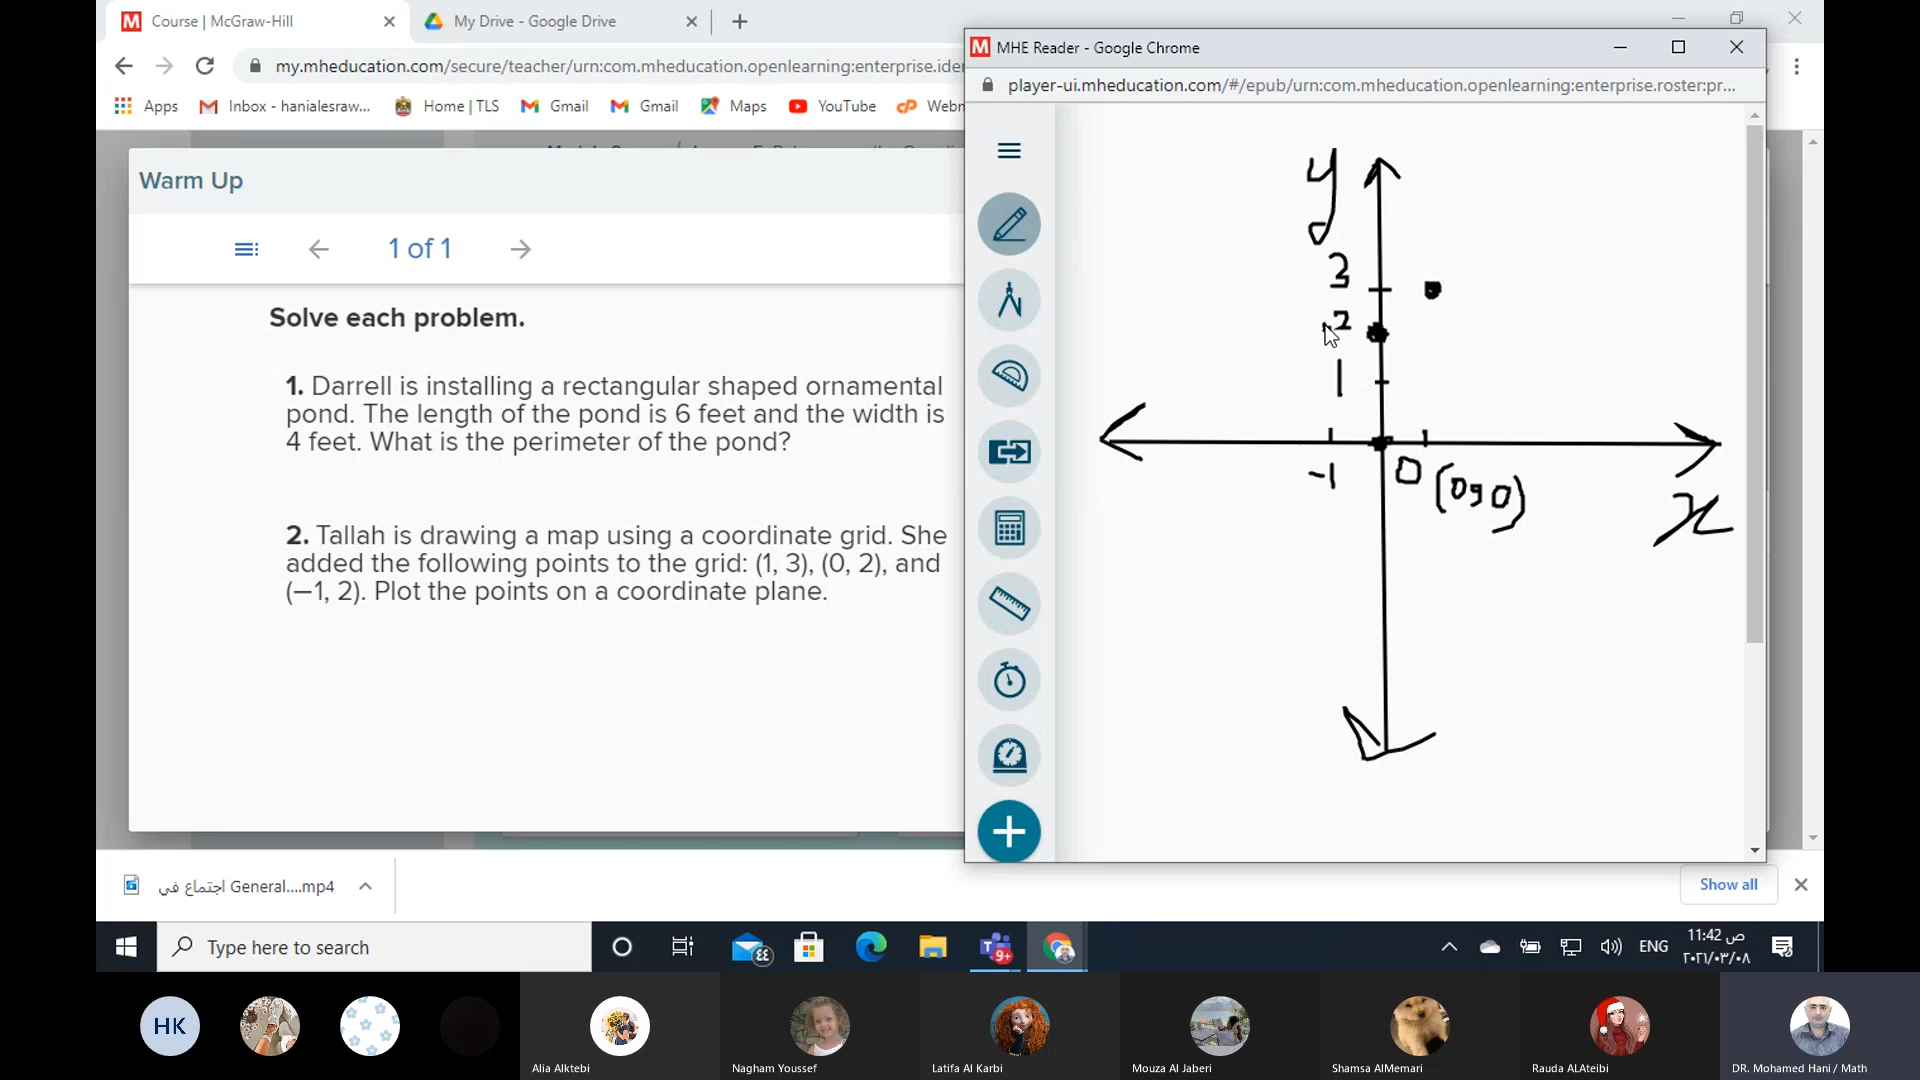 Course | McGraw-Hill
My Drive - Google Drive
my.mheducation.com/secure/teacher/urn:com.mheducation.openlearning:enterprise.iden
Apps
Inbox - hanialesraw...
Home | TLS
Gmail
Gmail
Maps
YouTube
Webn
Warm Up
1 of 1
Solve each problem.
1. Darrell is installing a rectangular shaped ornamental
pond. The length of the pond is 6 feet and the width is
4 feet. What is the perimeter of the pond?
2. Tallah is drawing a map using a coordinate grid. She
added the following points to the grid: (1, 3), (0, 2), and
(−1, 2). Plot the points on a coordinate plane.
MHE Reader - Google Chrome
player-ui.mheducation.com/#/epub/urn:com.mheducation.openlearning:enterprise.roster:pr...
y
3
2
1
-1
0
(0,0)
x
اجتماع في General....mp4
Show all
Type here to search
٤٤
9+
ENG
11:42 ص
٢٠٢١/٠٣/٠٨
HK
Alia Alktebi
Nagham Youssef
Latifa Al Karbi
Mouza Al Jaberi
Shamsa AlMemari
Rauda ALAteibi
DR. Mohamed Hani / Math